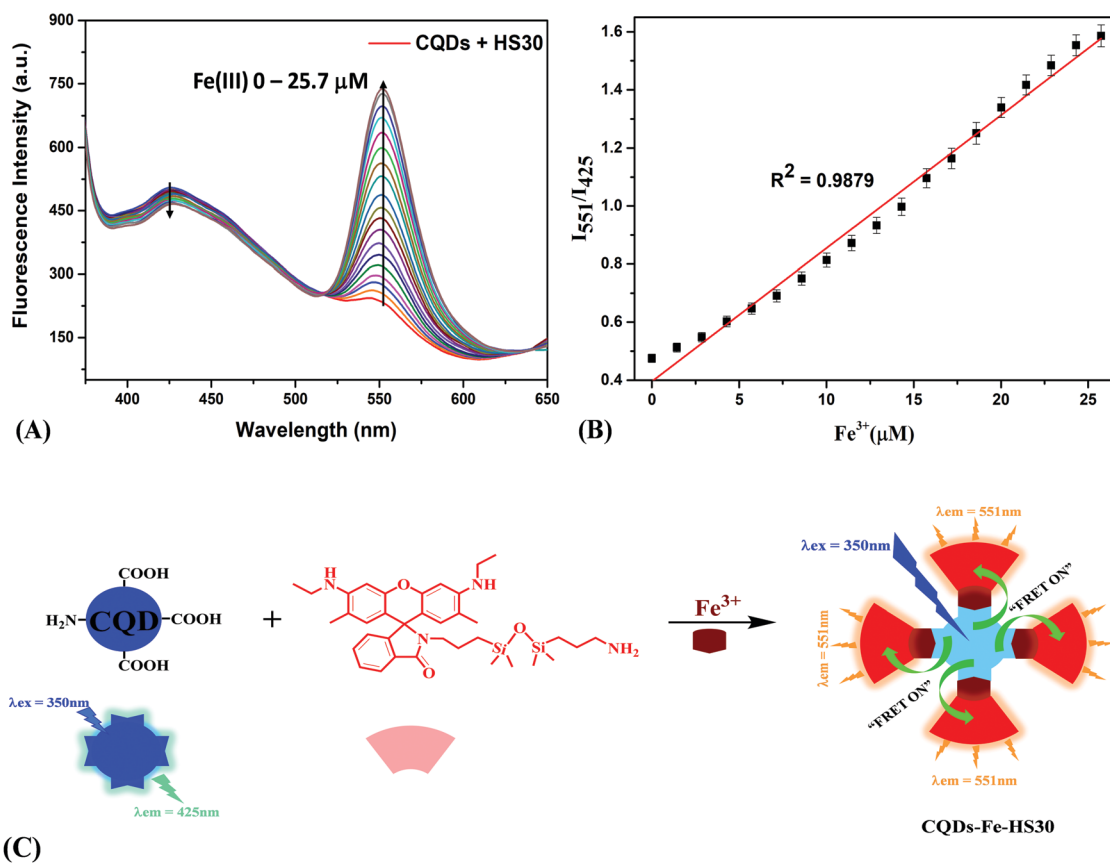 900
750
600
450
300
150
400
450
500
550
600
650
Fluorescence Intensity (a.u.)
Wavelength (nm)
CQDs + HS30
Fe(III) 0 – 25.7 μM
(A)
1.6
1.4
1.2
1.0
0.8
0.6
0.4
0
5
10
15
20
25
I551/I425
R² = 0.9879
Fe³⁺(μM)
(B)
COOH
H₂N
CQD
COOH
COOH
+
H
N
O
N
H
N
O
Si
O
Si
NH₂
Fe³⁺
λex = 350nm
λem = 425nm
λex = 350nm
λem = 551nm
"FRET ON"
λem = 551nm
λem = 551nm
"FRET ON"
λem = 551nm
CQDs-Fe-HS30
(C)